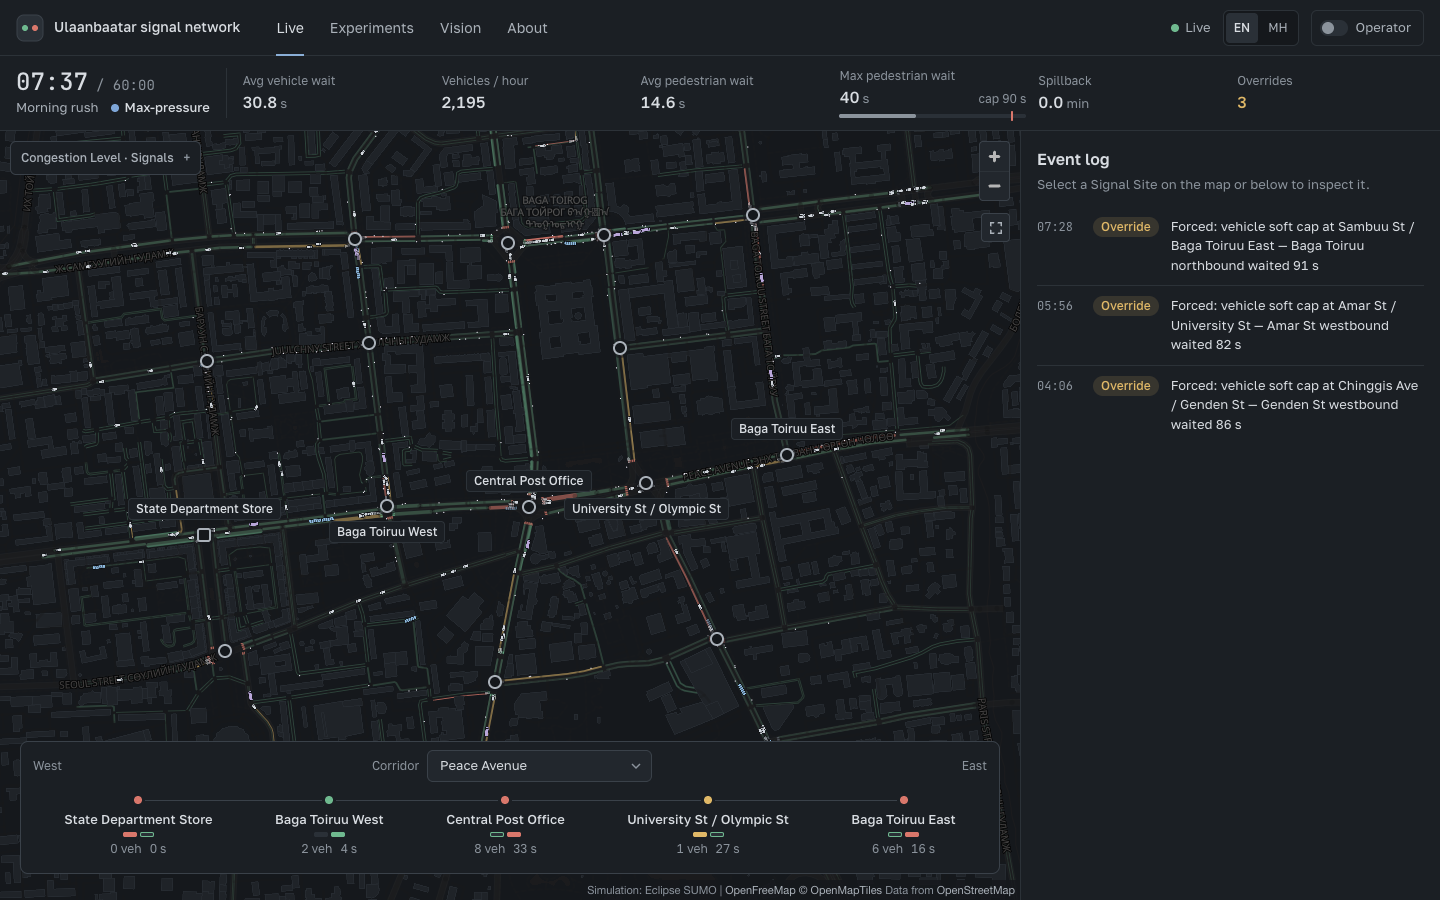 Ulaanbaatar signal network
Live
Experiments
Vision
About
Live
EN
МН
Operator
07:37 / 60:00
Morning rush
Max-pressure
Avg vehicle wait
30.8 s
Vehicles / hour
2,195
Avg pedestrian wait
14.6 s
Max pedestrian wait
40 s
cap 90 s
Spillback
0.0 min
Overrides
3
Congestion Level · Signals +
BAGA TOIROG
Baga Toiruu East
Central Post Office
State Department Store
University St / Olympic St
Baga Toiruu West
West
Corridor
Peace Avenue
East
State Department Store
0 veh 0 s
Baga Toiruu West
2 veh 4 s
Central Post Office
8 veh 33 s
University St / Olympic St
1 veh 27 s
Baga Toiruu East
6 veh 16 s
Simulation: Eclipse SUMO | OpenFreeMap © OpenMapTiles Data from OpenStreetMap
Event log
Select a Signal Site on the map or below to inspect it.
07:28 Override Forced: vehicle soft cap at Sambuu St /
Baga Toiruu East — Baga Toiruu
northbound waited 91 s
05:56 Override Forced: vehicle soft cap at Amar St /
University St — Amar St westbound
waited 82 s
04:06 Override Forced: vehicle soft cap at Chinggis Ave
/ Genden St — Genden St westbound
waited 86 s